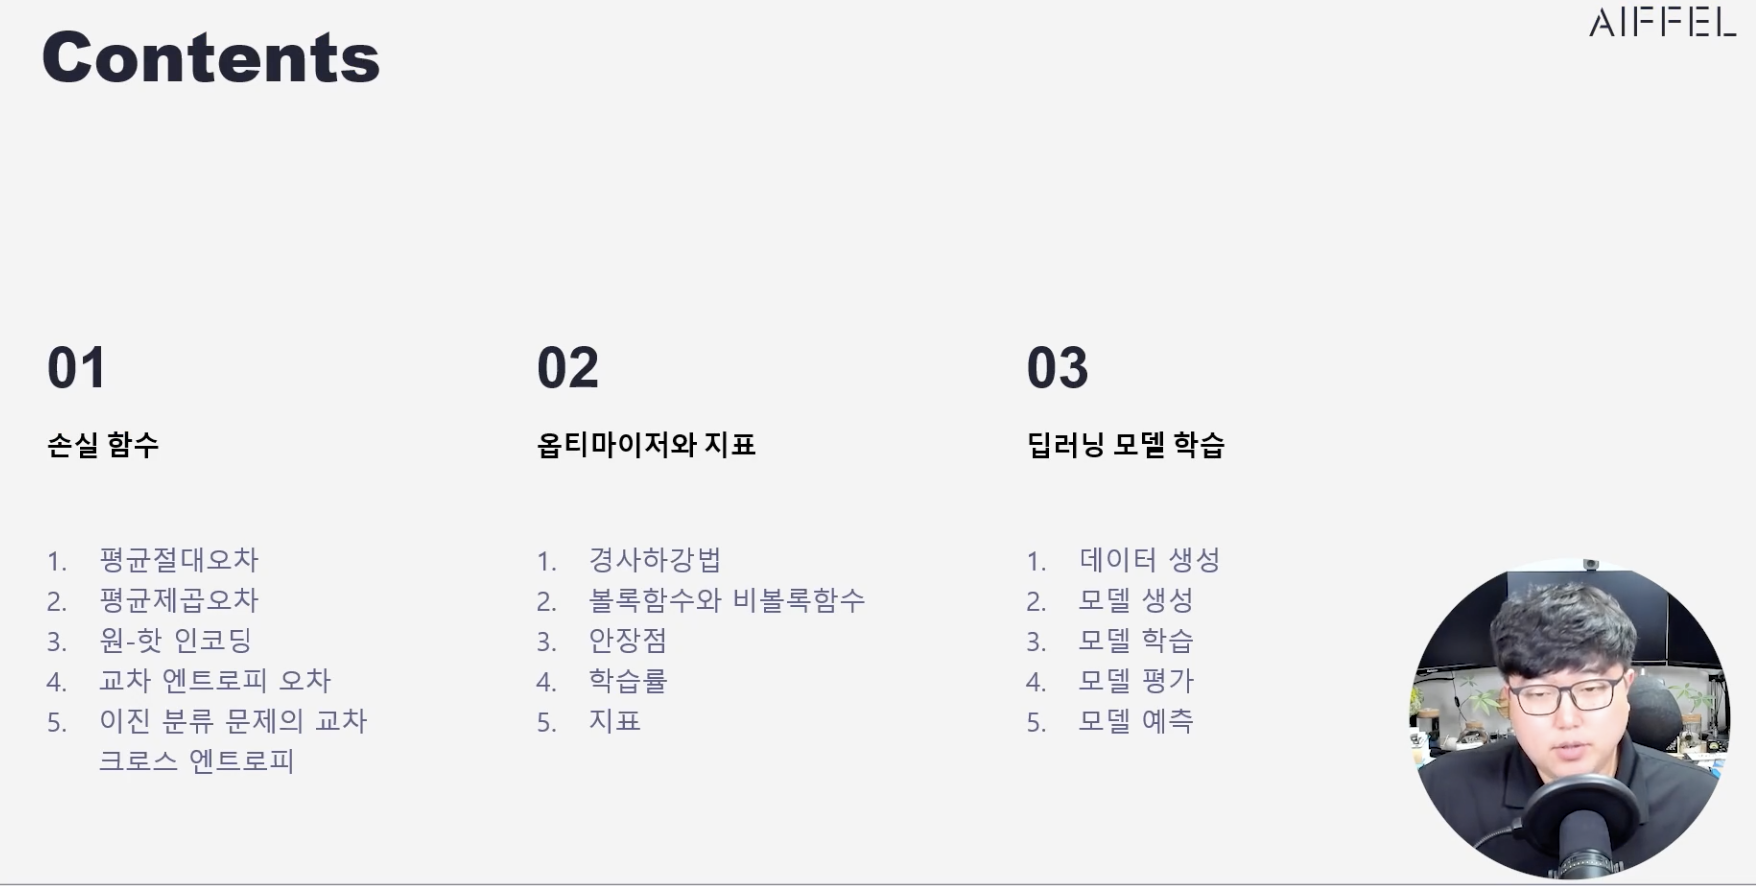 Contents
AIFFEL
01
손실 함수
1. 평균절대오차
2. 평균제곱오차
3. 원-핫 인코딩
4. 교차 엔트로피 오차
5. 이진 분류 문제의 교차
크로스 엔트로피
02
옵티마이저와 지표
1. 경사하강법
2. 볼록함수와 비볼록함수
3. 안장점
4. 학습률
5. 지표
03
딥러닝 모델 학습
1. 데이터 생성
2. 모델 생성
3. 모델 학습
4. 모델 평가
5. 모델 예측